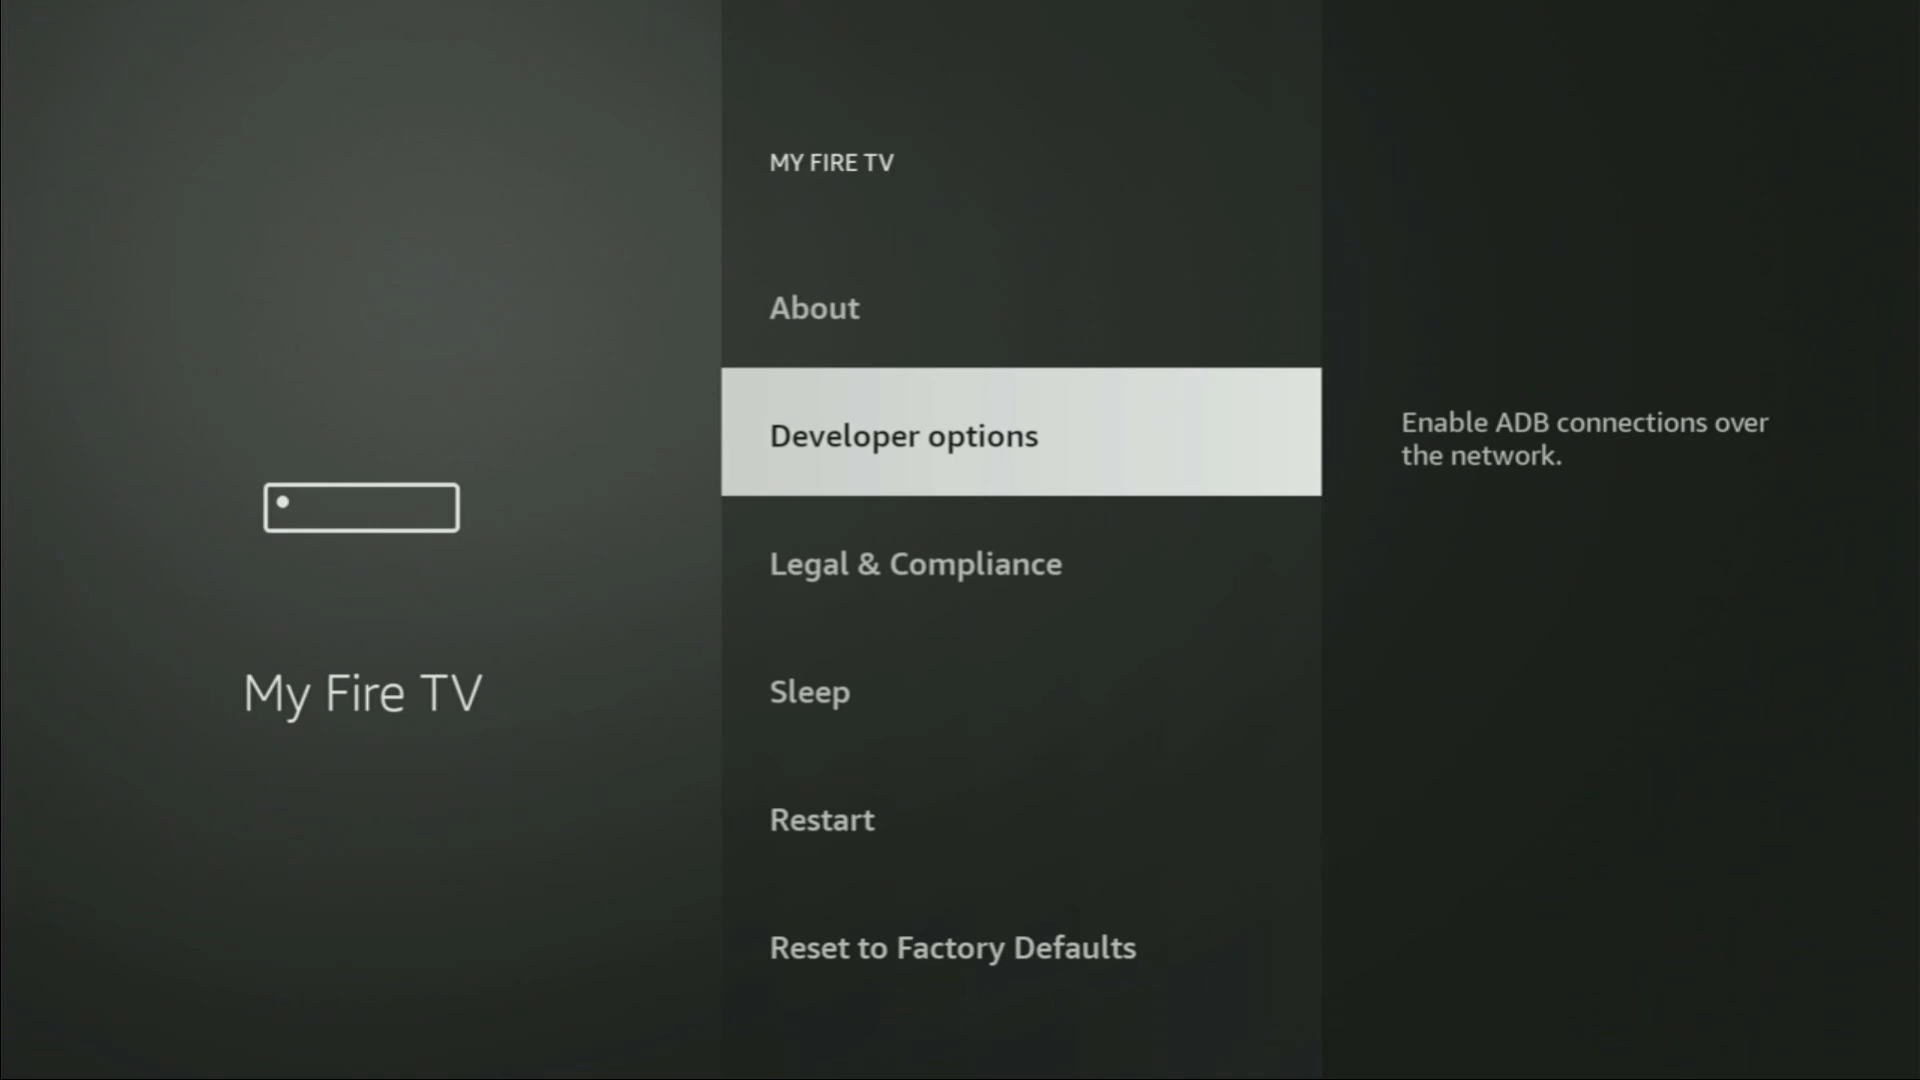 MY FIRE TV
About
Developer options
Enable ADB connections over
the network.
Legal & Compliance
Sleep
My Fire TV
Restart
Reset to Factory Defaults